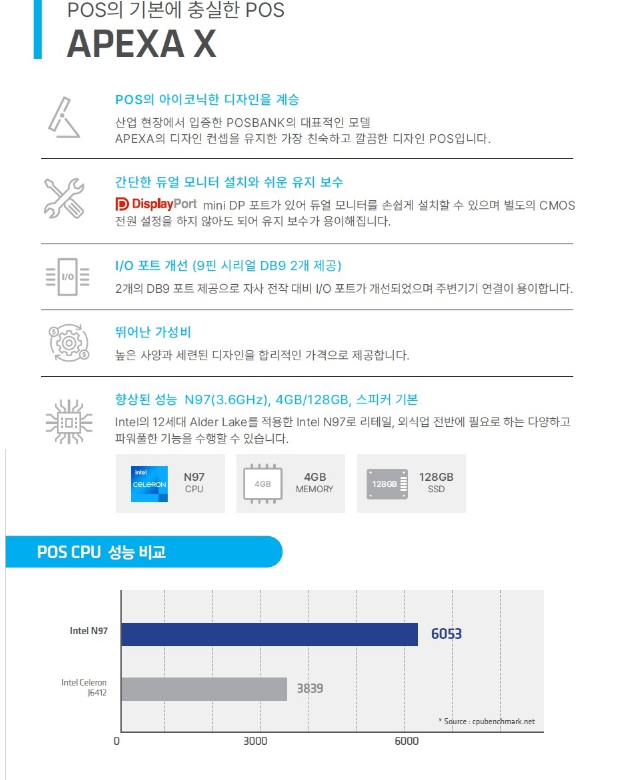 POS의 기본에 충실한 POS
APEXA X
POS의 아이코닉한 디자인을 계승
산업 현장에서 입증한 POSBANK의 대표적인 모델
APEXA의 디자인 컨셉을 유지한 가장 친숙하고 깔끔한 디자인 POS입니다.
간단한 듀얼 모니터 설치와 쉬운 유지 보수
DisplayPort mini DP 포트가 있어 듀얼 모니터를 손쉽게 설치할 수 있으며 별도의 CMOS
전원 설정을 하지 않아도 되어 유지 보수가 용이해집니다.
I/O
I/O 포트 개선 (9핀 시리얼 DB9 2개 제공)
2개의 DB9 포트 제공으로 자사 전작 대비 I/O 포트가 개선되었으며 주변기기 연결이 용이합니다.
뛰어난 가성비
높은 사양과 세련된 디자인을 합리적인 가격으로 제공합니다.
향상된 성능 N97(3.6GHz), 4GB/128GB, 스피커 기본
Intel의 12세대 Alder Lake를 적용한 Intel N97로 리테일, 외식업 전반에 필요로 하는 다양하고
파워풀한 기능을 수행할 수 있습니다.
intel
CELERON
N97
CPU
4GB
4GB
MEMORY
128GB
128GB
SSD
POS CPU 성능 비교
Intel N97
6053
Intel Celeron
J6412
3839
* Source : cpubenchmark.net
0 3000 6000